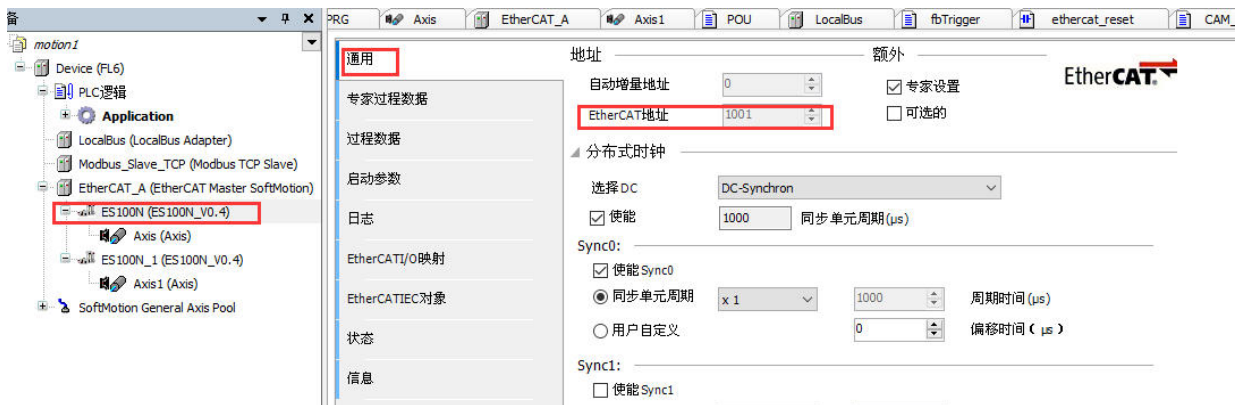 备
motion1
Device (FL6)
PLC逻辑
Application
LocalBus (LocalBus Adapter)
Modbus_Slave_TCP (Modbus TCP Slave)
EtherCAT_A (EtherCAT Master SoftMotion)
ES100N (ES100N_V0.4)
Axis (Axis)
ES100N_1 (ES100N_V0.4)
Axis1 (Axis)
SoftMotion General Axis Pool
PRG Axis EtherCAT_A Axis1 POU LocalBus fbTrigger ethercat_reset CAM_
通用
专家过程数据
过程数据
启动参数
日志
EtherCATI/O映射
EtherCATIEC对象
状态
信息
地址 额外
自动增量地址 0 专家设置
EtherCAT地址 1001 可选的
EtherCAT
分布式时钟
选择DC DC-Synchron
使能 1000 同步单元周期(μs)
Sync0:
使能Sync0
同步单元周期 x 1 1000 周期时间(μs)
用户自定义 0 偏移时间（μs）
Sync1:
使能Sync1